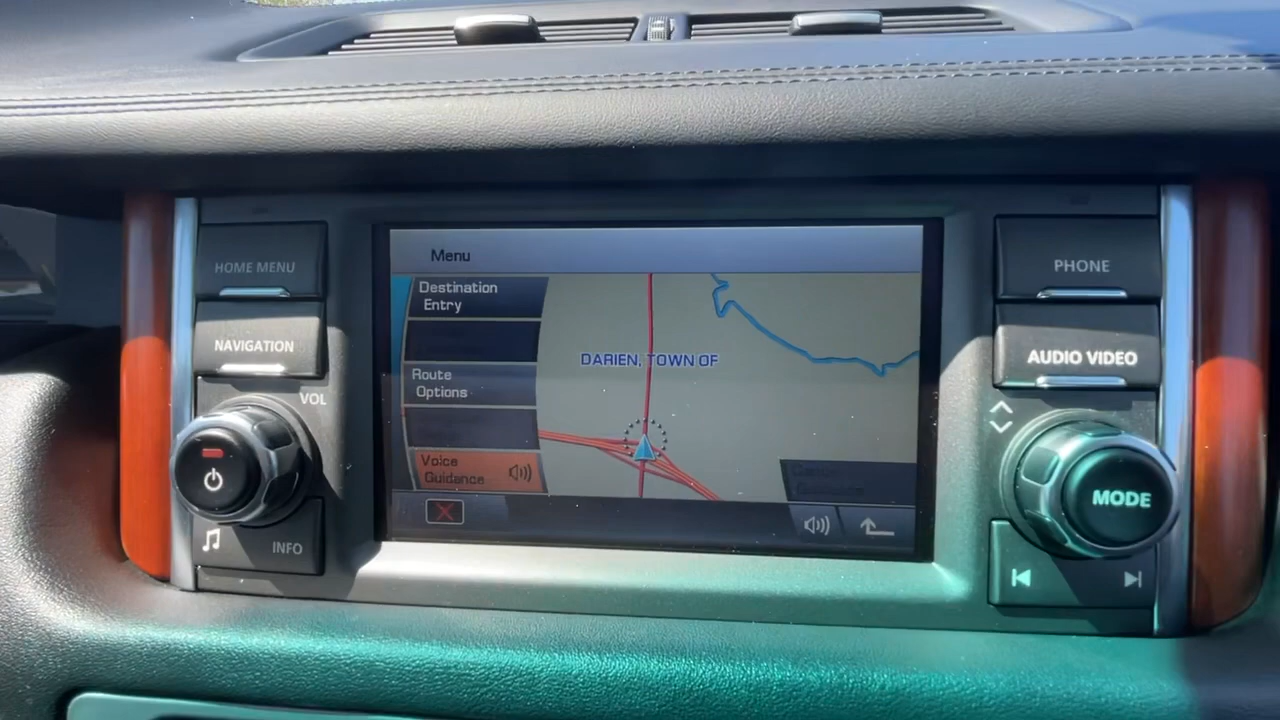 Menu
HOME MENU
NAVIGATION
VOL
INFO
Destination
Entry
Route
Options
Voice
Guidance
DARIEN, TOWN OF
PHONE
AUDIO VIDEO
MODE